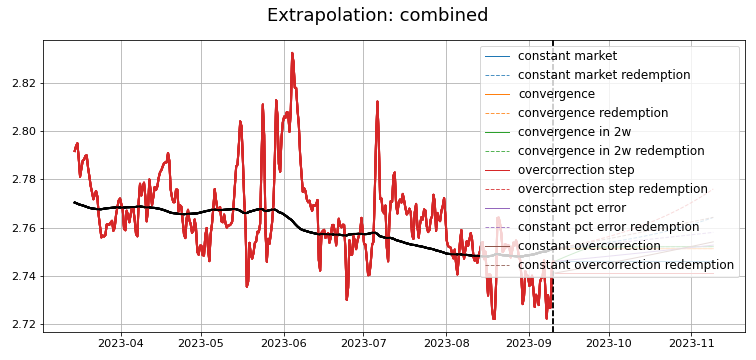 Extrapolation: combined
constant market
constant market redemption
convergence
convergence redemption
convergence in 2w
convergence in 2w redemption
overcorrection step
overcorrection step redemption
constant pct error
constant pct error redemption
constant overcorrection
constant overcorrection redemption
2.82
2.80
2.78
2.76
2.74
2.72
2023-04
2023-05
2023-06
2023-07
2023-08
2023-09
2023-10
2023-11